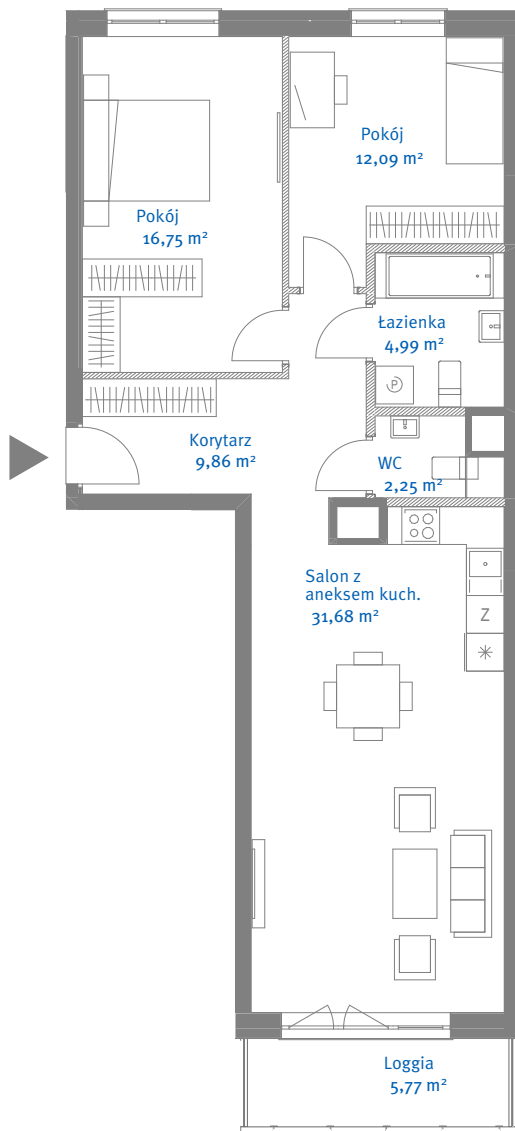 Pokój
12,09 m²
Pokój
16,75 m²
Łazienka
4,99 m²
P
Korytarz
9,86 m²
WC
2,25 m²
Salon z
aneksem kuch.
31,68 m²
Z
Loggia
5,77 m²